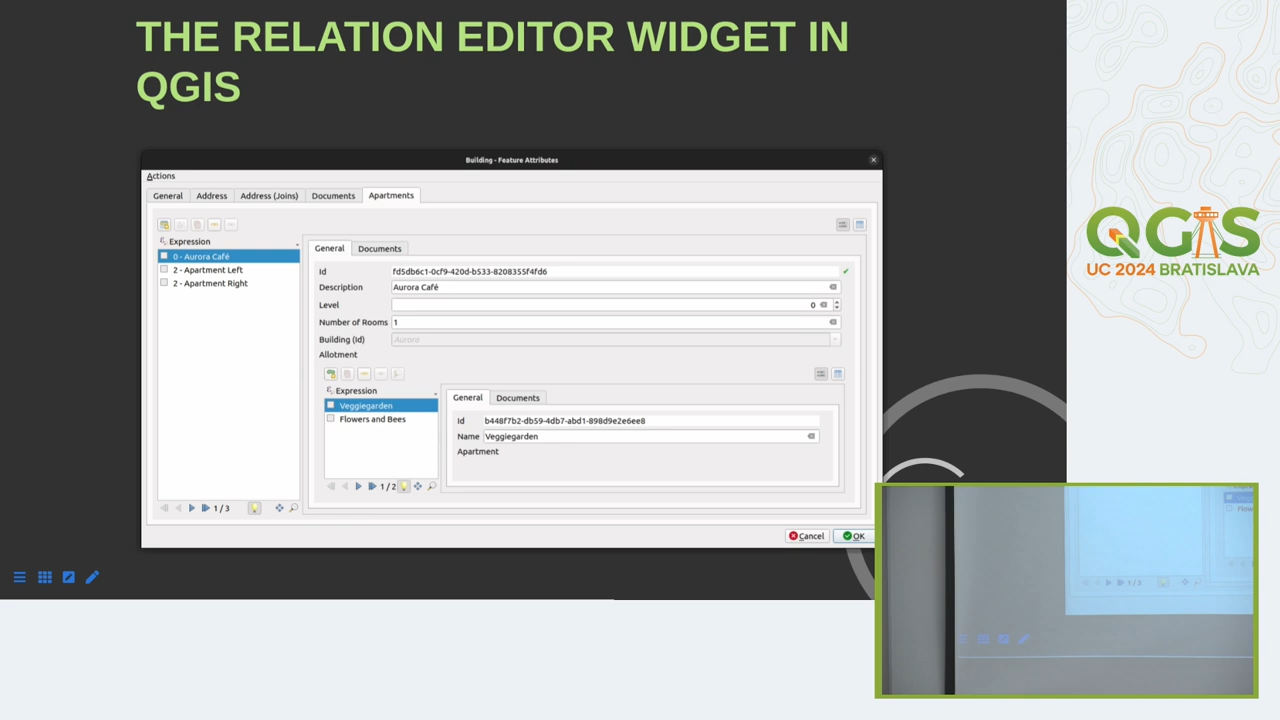 THE RELATION EDITOR WIDGET IN
QGIS
Building - Feature Attributes
Actions
General Address Address (Joins) Documents Apartments
Expression
0 - Aurora Café
2 - Apartment Left
2 - Apartment Right
1 / 3
General Documents
Id fd5db6c1-0cf9-420d-b533-8208355f4fd6
Description Aurora Café
Level 0
Number of Rooms 1
Building (Id) Aurora
Allotment
Expression
Veggiegarden
Flowers and Bees
1 / 2
General Documents
Id b448f7b2-db59-4db7-abd1-898d9e2e6ee8
Name Veggiegarden
Apartment
Cancel OK
QGIS
UC 2024 BRATISLAVA
Flow
1 / 3